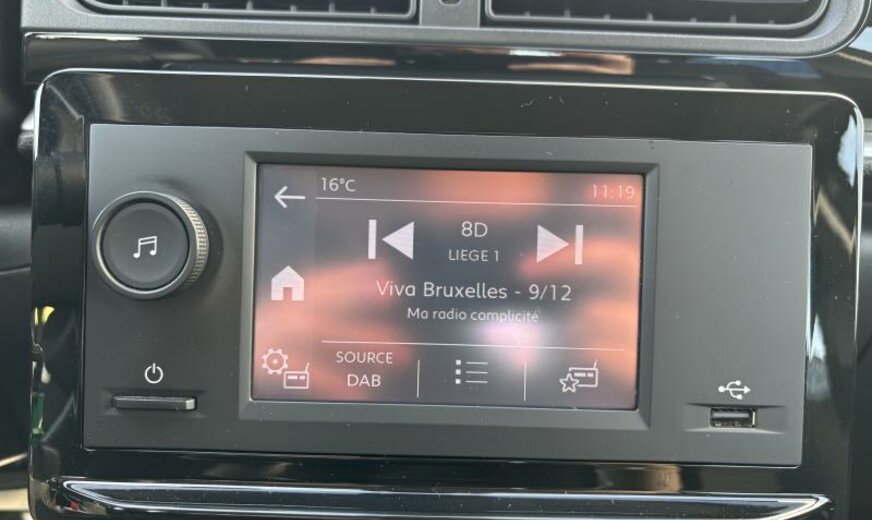 16°C 11:19
8D
LIEGE 1
Viva Bruxelles - 9/12
Ma radio complicité
SOURCE
DAB